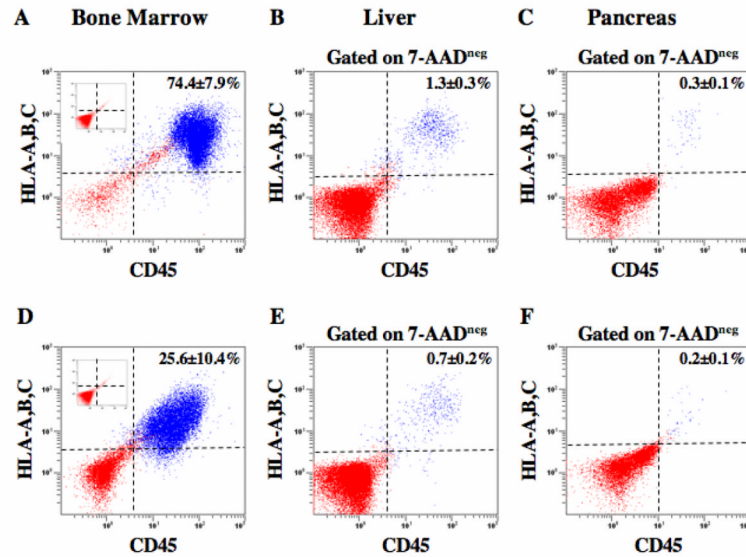 A Bone Marrow
B Liver
C Pancreas
Gated on 7-AADneg
Gated on 7-AADneg
74.4±7.9%
1.3±0.3%
0.3±0.1%
HLA-A,B,C
HLA-A,B,C
HLA-A,B,C
CD45
CD45
CD45
D
E
F
Gated on 7-AADneg
Gated on 7-AADneg
25.6±10.4%
0.7±0.2%
0.2±0.1%
HLA-A,B,C
HLA-A,B,C
HLA-A,B,C
CD45
CD45
CD45